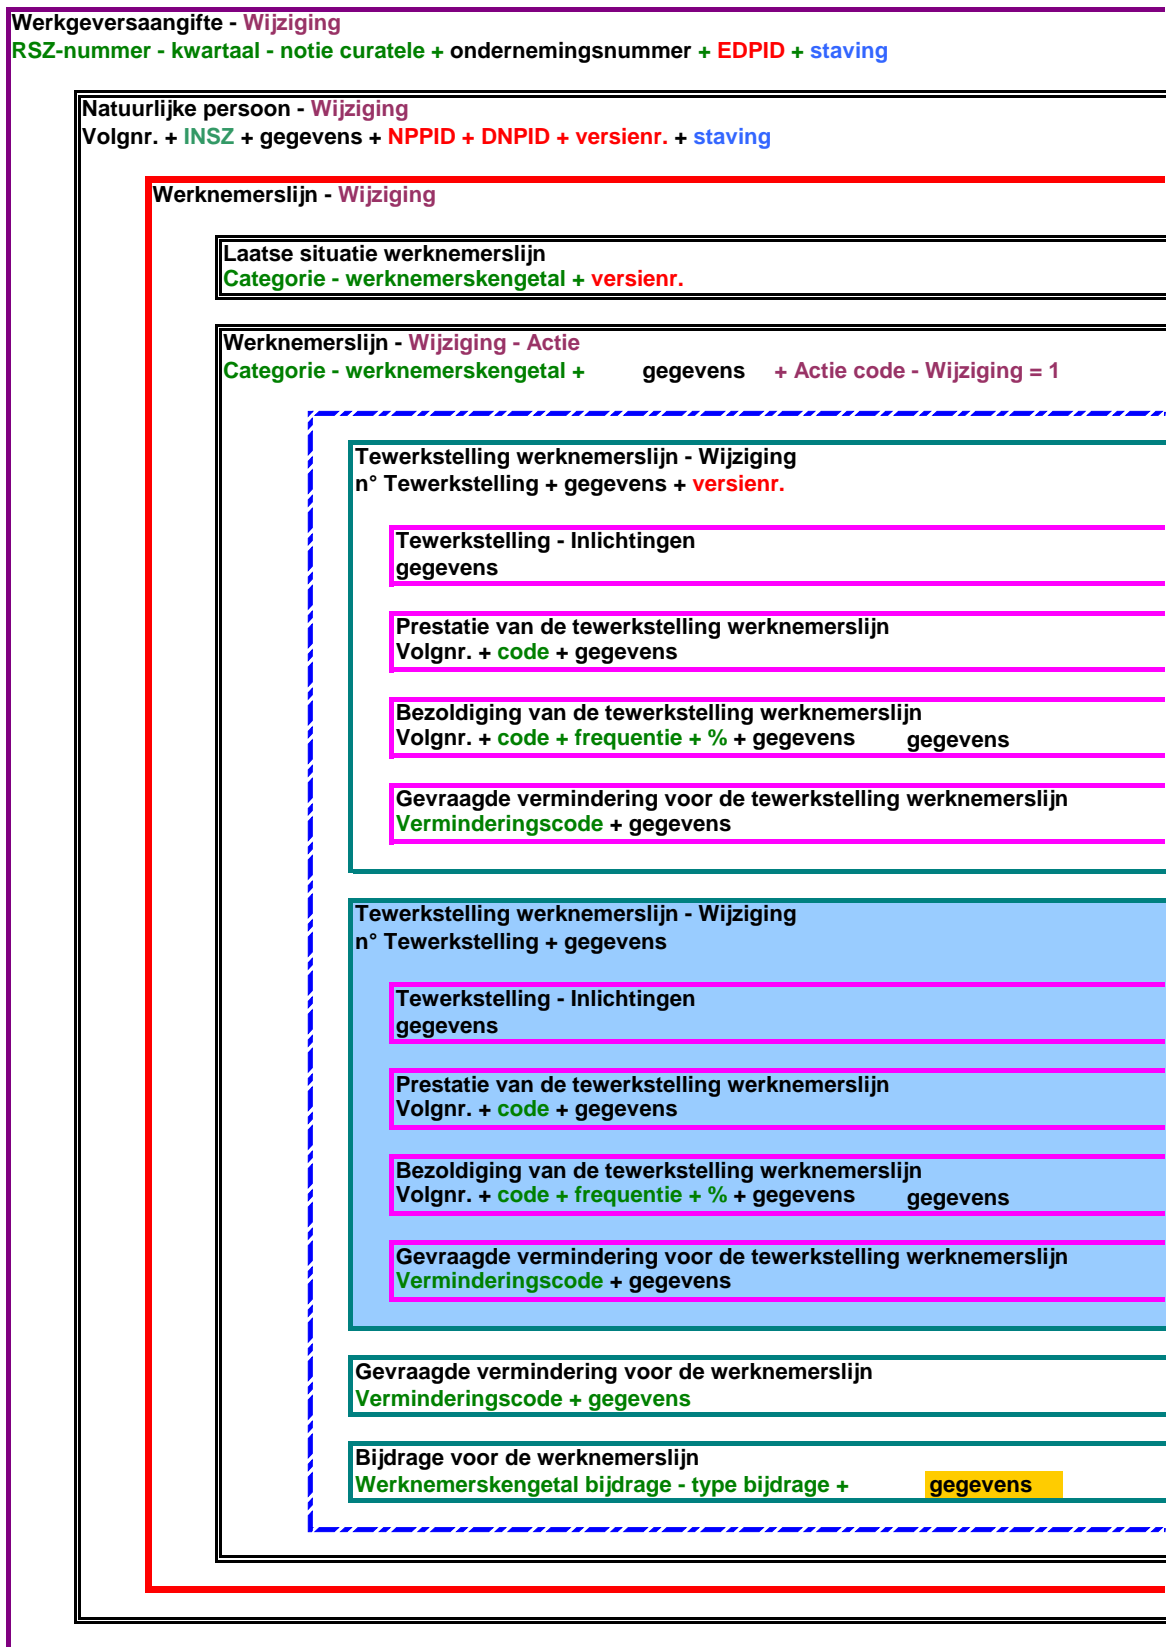 Werkgeversaangifte - Wijziging
RSZ-nummer - kwartaal - notie curatele + ondernemingsnummer + EDPID + staving
Natuurlijke persoon - Wijziging
Volgnr. + INSZ + gegevens + NPPID + DNPID + versienr. + staving
Werknemerslijn - Wijziging
Laatse situatie werknemerslijn
Categorie - werknemerskengetal + versienr.
Werknemerslijn - Wijziging - Actie
Categorie - werknemerskengetal + gegevens + Actie code - Wijziging = 1
Tewerkstelling werknemerslijn - Wijziging
n° Tewerkstelling + gegevens + versienr.
Tewerkstelling - Inlichtingen
gegevens
Prestatie van de tewerkstelling werknemerslijn
Volgnr. + code + gegevens
Bezoldiging van de tewerkstelling werknemerslijn
Volgnr. + code + frequentie + % + gegevens gegevens
Gevraagde vermindering voor de tewerkstelling werknemerslijn
Verminderingscode + gegevens
Tewerkstelling werknemerslijn - Wijziging
n° Tewerkstelling + gegevens
Tewerkstelling - Inlichtingen
gegevens
Prestatie van de tewerkstelling werknemerslijn
Volgnr. + code + gegevens
Bezoldiging van de tewerkstelling werknemerslijn
Volgnr. + code + frequentie + % + gegevens gegevens
Gevraagde vermindering voor de tewerkstelling werknemerslijn
Verminderingscode + gegevens
Gevraagde vermindering voor de werknemerslijn
Verminderingscode + gegevens
Bijdrage voor de werknemerslijn
Werknemerskengetal bijdrage - type bijdrage + gegevens